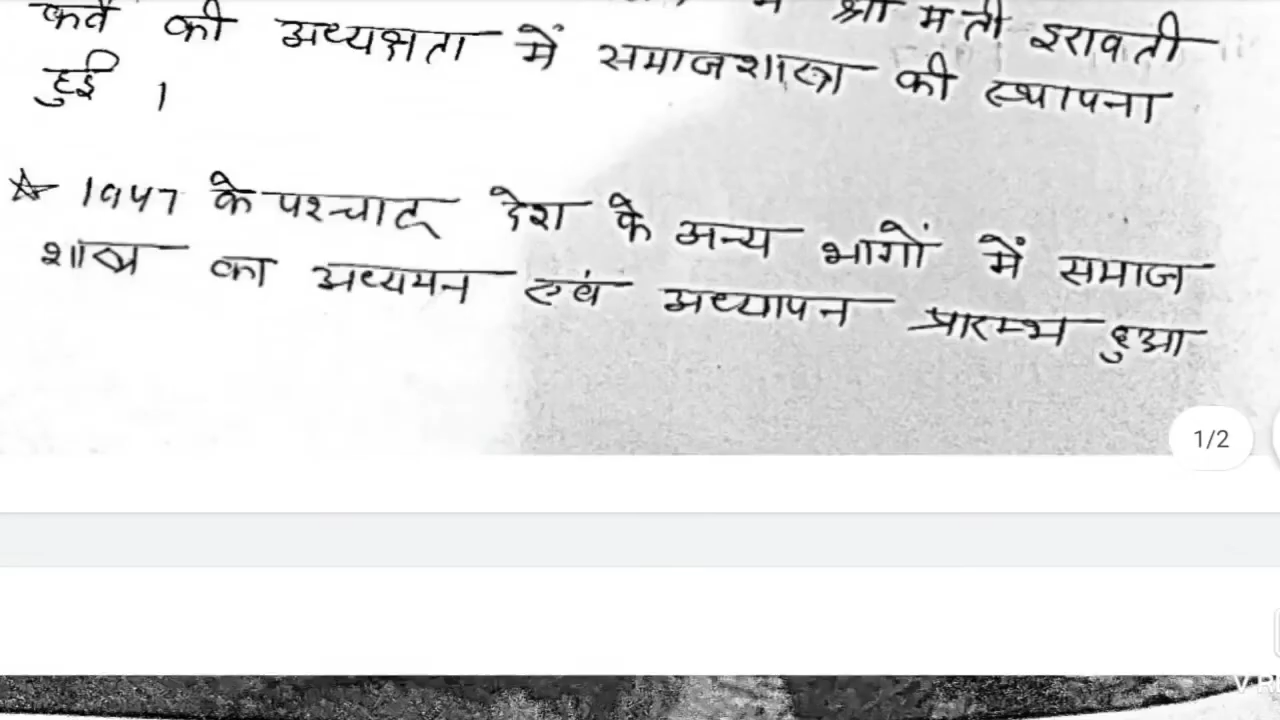 में श्री मती इरावती
कर्वे की अध्यक्षता में समाजशास्त्र की स्थापना
हुई ।
☆ 1947 के पश्चात् देश के अन्य भागों में समाज
शास्त्र का अध्ययन एवं अध्यापन प्रारम्भ हुआ
1/2